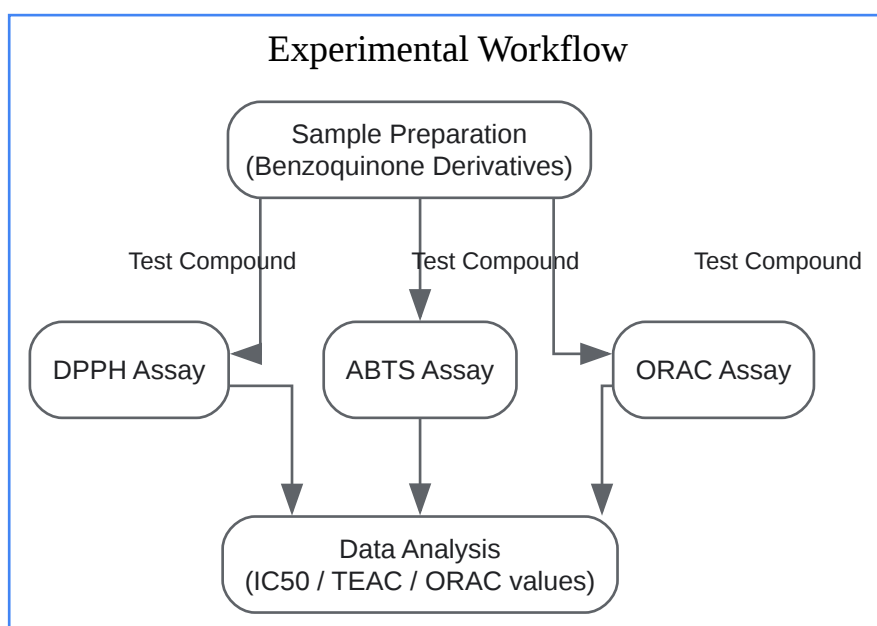 Experimental Workflow
Sample Preparation
(Benzoquinone Derivatives)
Test Compound
Test Compound
Test Compound
DPPH Assay
ABTS Assay
ORAC Assay
Data Analysis
(IC50 / TEAC / ORAC values)